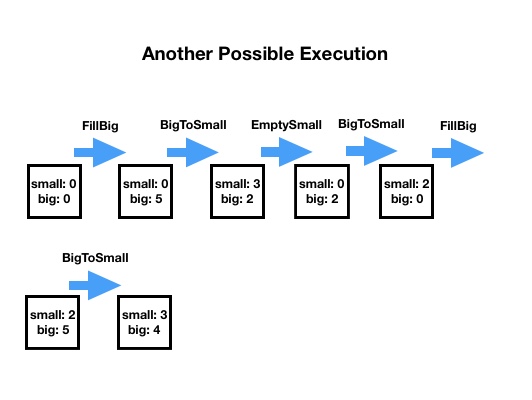 Another Possible Execution
FillBig
BigToSmall
EmptySmall
BigToSmall
FillBig
small: 0
big: 0
small: 0
big: 5
small: 3
big: 2
small: 0
big: 2
small: 2
big: 0
BigToSmall
small: 2
big: 5
small: 3
big: 4